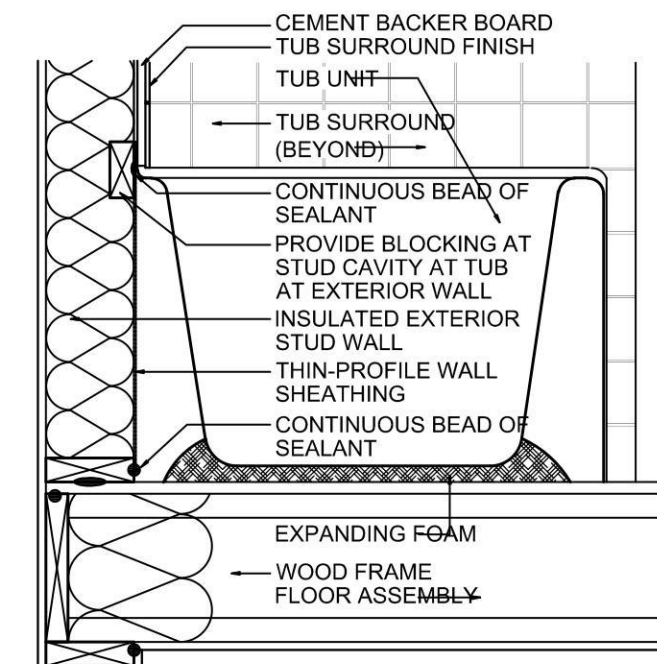 CEMENT BACKER BOARD
TUB SURROUND FINISH
TUB UNIT
TUB SURROUND
(BEYOND)
CONTINUOUS BEAD OF
SEALANT
PROVIDE BLOCKING AT
STUD CAVITY AT TUB
AT EXTERIOR WALL
INSULATED EXTERIOR
STUD WALL
THIN-PROFILE WALL
SHEATHING
CONTINUOUS BEAD OF
SEALANT
EXPANDING FOAM
WOOD FRAME
FLOOR ASSEMBLY